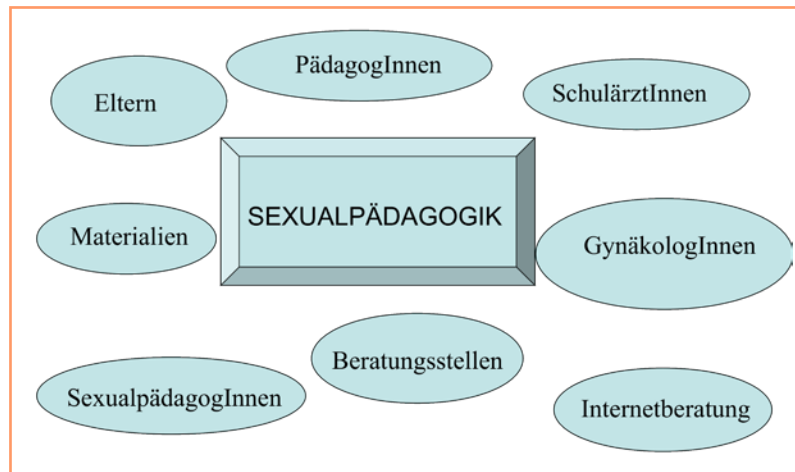 PädagogInnen
Eltern
SchulärztInnen
SEXUALPÄDAGOGIK
Materialien
GynäkologInnen
Beratungsstellen
SexualpädagogInnen
Internetberatung